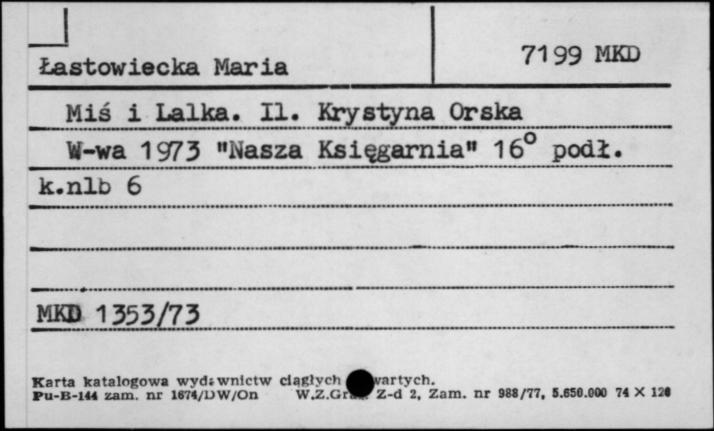 Łastowiecka Maria
7199 MKD
Miś i Lalka. Il. Krystyna Orska
W-wa 1973 "Nasza Księgarnia" 16° podł.
k.nlb 6
MKD 1353/73
Karta katalogowa wydawnictw ciągłych
Pu-B-144 zam. nr 1674/DW/On W.Z.Graf. Z-d 2, Zam. nr 988/77, 5.650.000 74 X 120